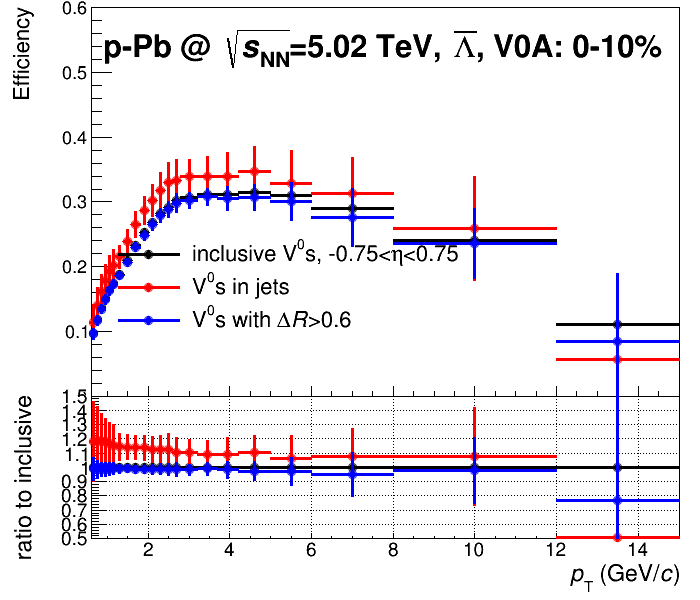 0.6
p-Pb @ √sNN=5.02 TeV, Λ̅, V0A: 0-10%
Efficiency
0.5
0.4
0.3
0.2
inclusive V⁰s, -0.75<η<0.75
V⁰s in jets
V⁰s with ΔR>0.6
0.1
ratio to inclusive
1.5
1.4
1.3
1.2
1.1
1
0.9
0.8
0.7
0.6
0.5
2 4 6 8 10 12 14
pT (GeV/c)